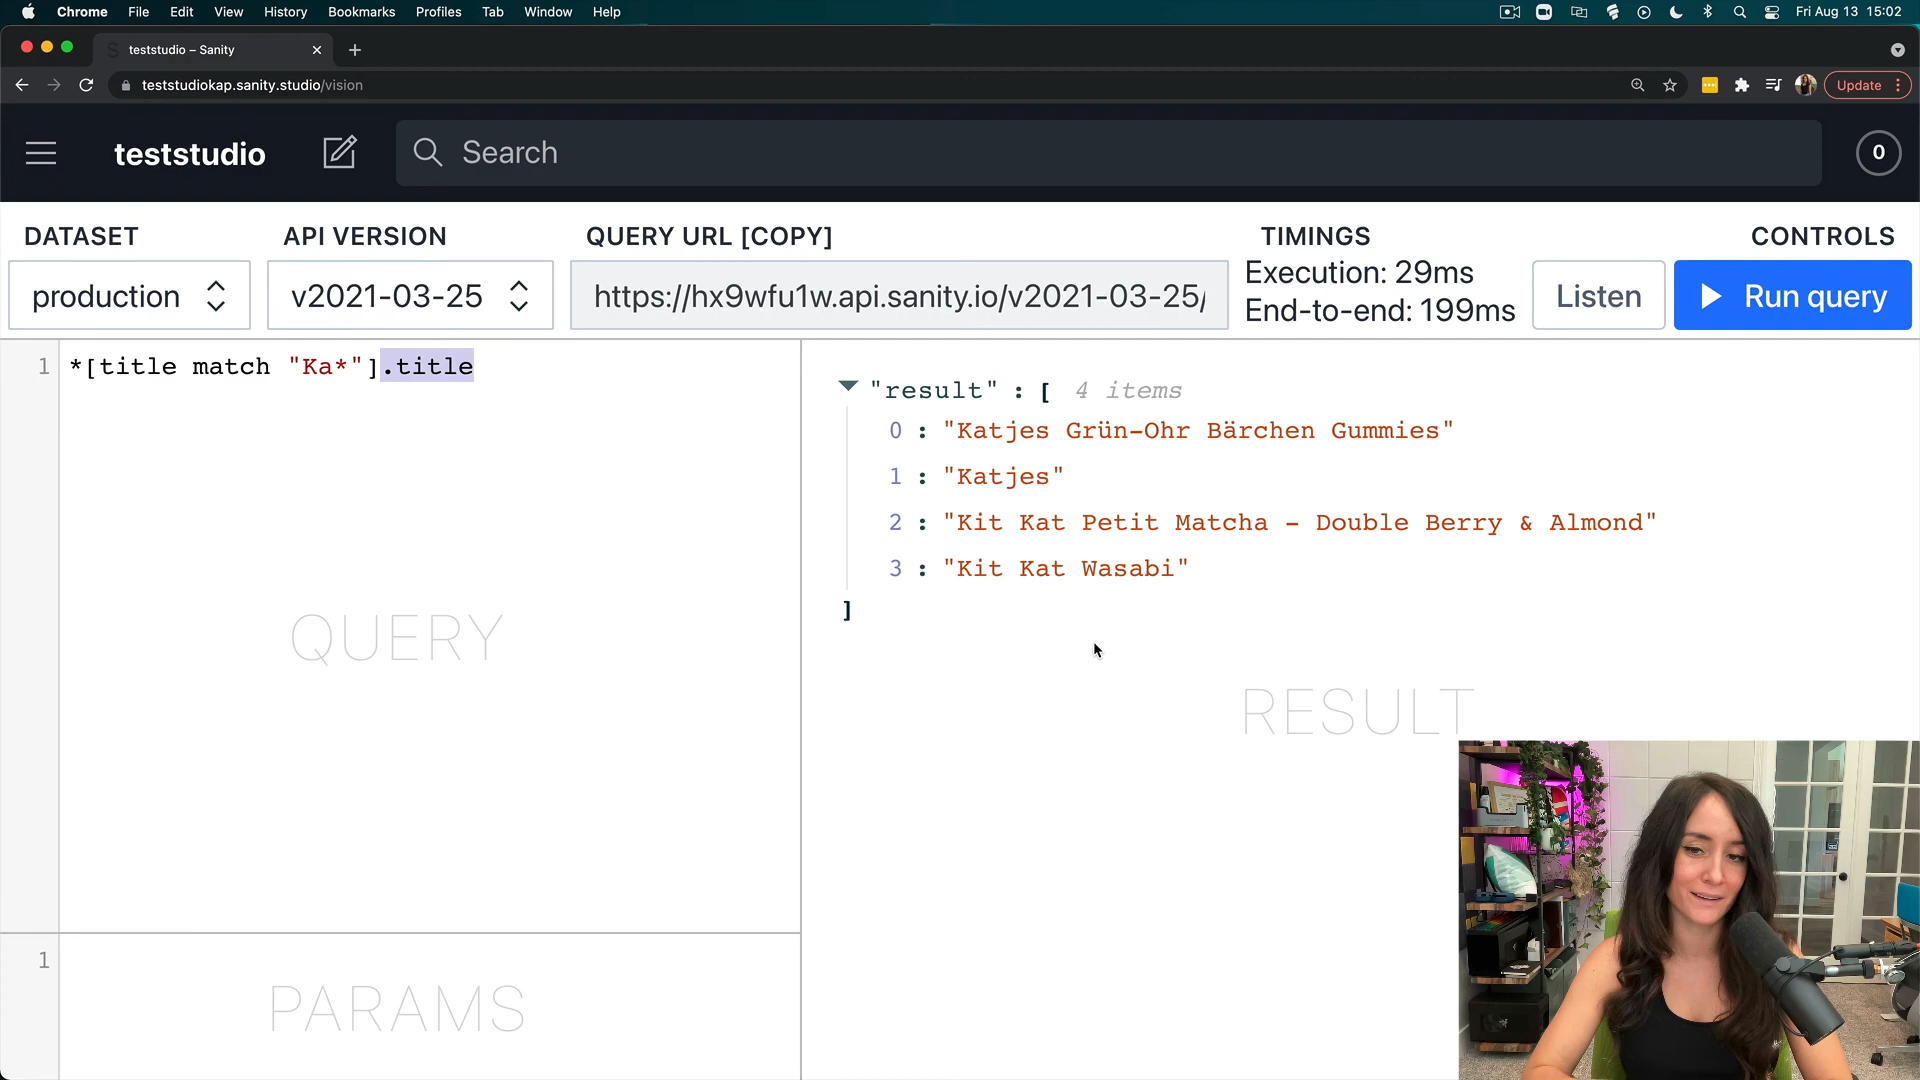 Chrome File Edit View History Bookmarks Profiles Tab Window Help Fri Aug 13 15:02
teststudio – Sanity
teststudiokap.sanity.studio/vision Update
teststudio Search 0
DATASET API VERSION QUERY URL [COPY] TIMINGS CONTROLS
production v2021-03-25 https://hx9wfu1w.api.sanity.io/v2021-03-25/ Execution: 29ms Listen Run query
End-to-end: 199ms
1 *[title match "Ka*"].title
"result" : [ 4 items
0 : "Katjes Grün-Ohr Bärchen Gummies"
1 : "Katjes"
2 : "Kit Kat Petit Matcha - Double Berry & Almond"
3 : "Kit Kat Wasabi"
]
QUERY
RESULT
1
PARAMS